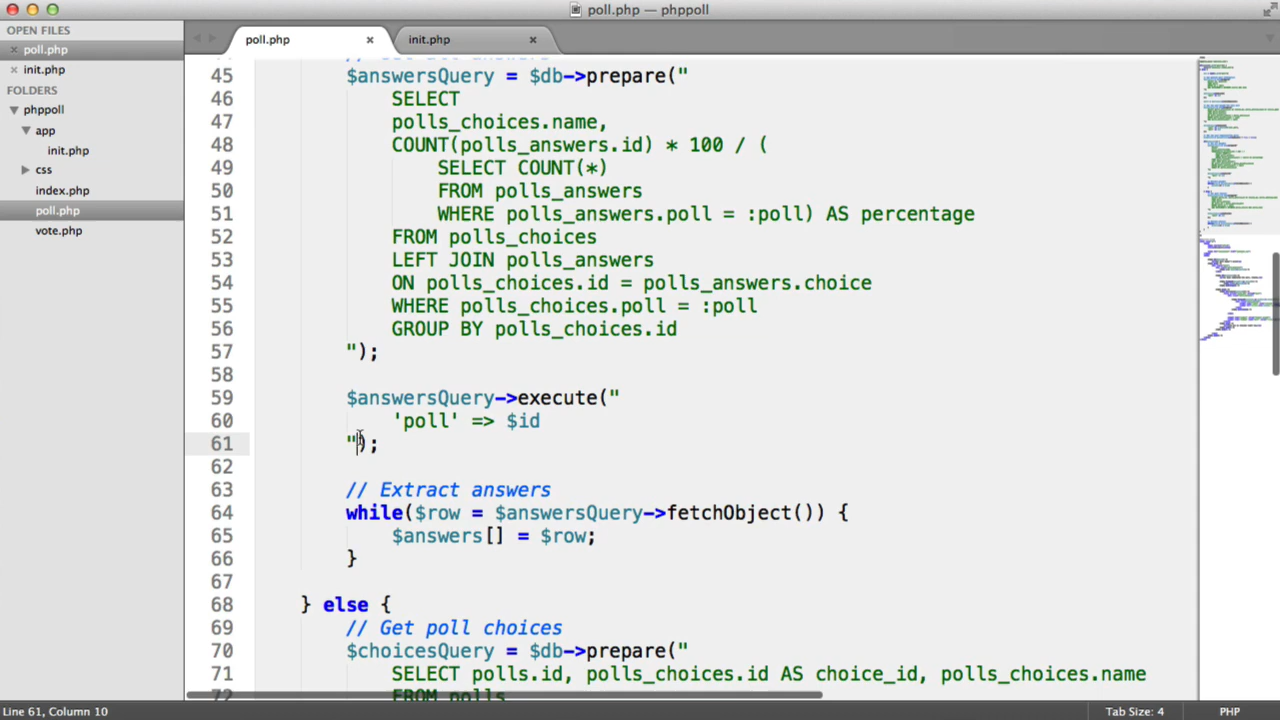 poll.php — phppoll
OPEN FILES
× poll.php
× init.php
FOLDERS
phppoll
app
init.php
css
index.php
poll.php
vote.php
poll.php ×
init.php ×
45 $answersQuery = $db->prepare("
46 SELECT
47 polls_choices.name,
48 COUNT(polls_answers.id) * 100 / (
49 SELECT COUNT(*)
50 FROM polls_answers
51 WHERE polls_answers.poll = :poll) AS percentage
52 FROM polls_choices
53 LEFT JOIN polls_answers
54 ON polls_choices.id = polls_answers.choice
55 WHERE polls_choices.poll = :poll
56 GROUP BY polls_choices.id
57 ");
58
59 $answersQuery->execute("
60 'poll' => $id
61 ");
62
63 // Extract answers
64 while($row = $answersQuery->fetchObject()) {
65 $answers[] = $row;
66 }
67
68 } else {
69 // Get poll choices
70 $choicesQuery = $db->prepare("
71 SELECT polls.id, polls_choices.id AS choice_id, polls_choices.name
72 FROM polls
Line 61, Column 10
Tab Size: 4
PHP